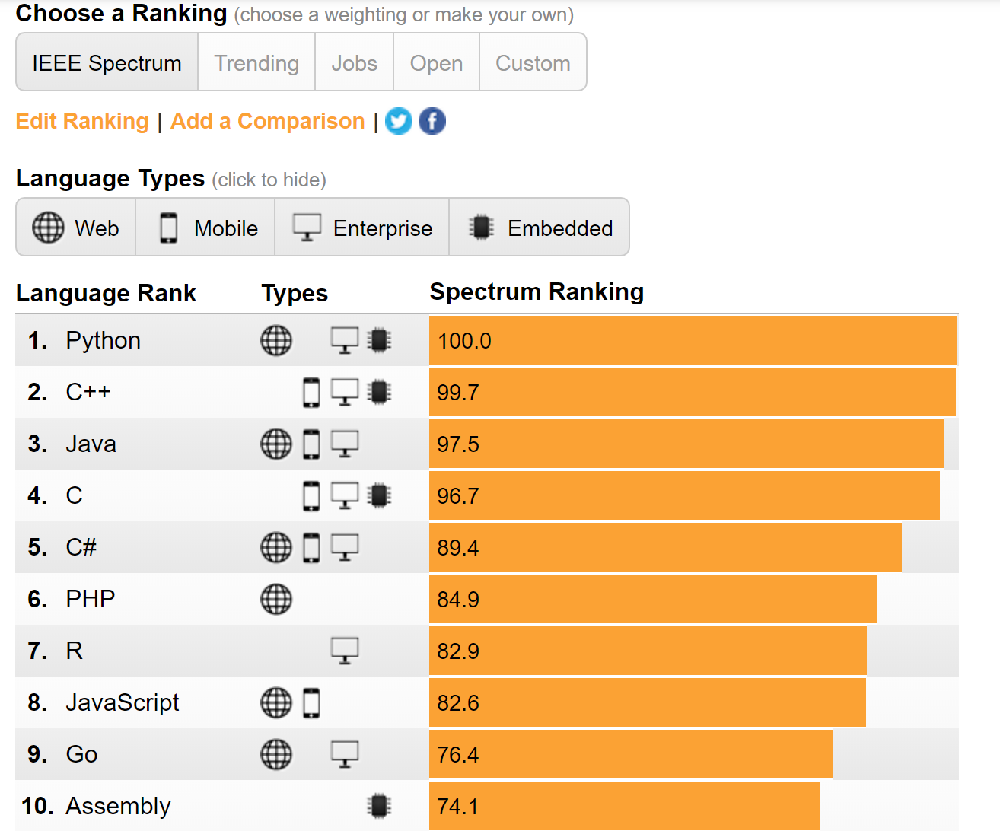 Choose a Ranking (choose a weighting or make your own)
IEEE Spectrum Trending Jobs Open Custom
Edit Ranking | Add a Comparison |
Language Types (click to hide)
Web Mobile Enterprise Embedded
Language Rank Types Spectrum Ranking
1. Python 100.0
2. C++ 99.7
3. Java 97.5
4. C 96.7
5. C# 89.4
6. PHP 84.9
7. R 82.9
8. JavaScript 82.6
9. Go 76.4
10. Assembly 74.1